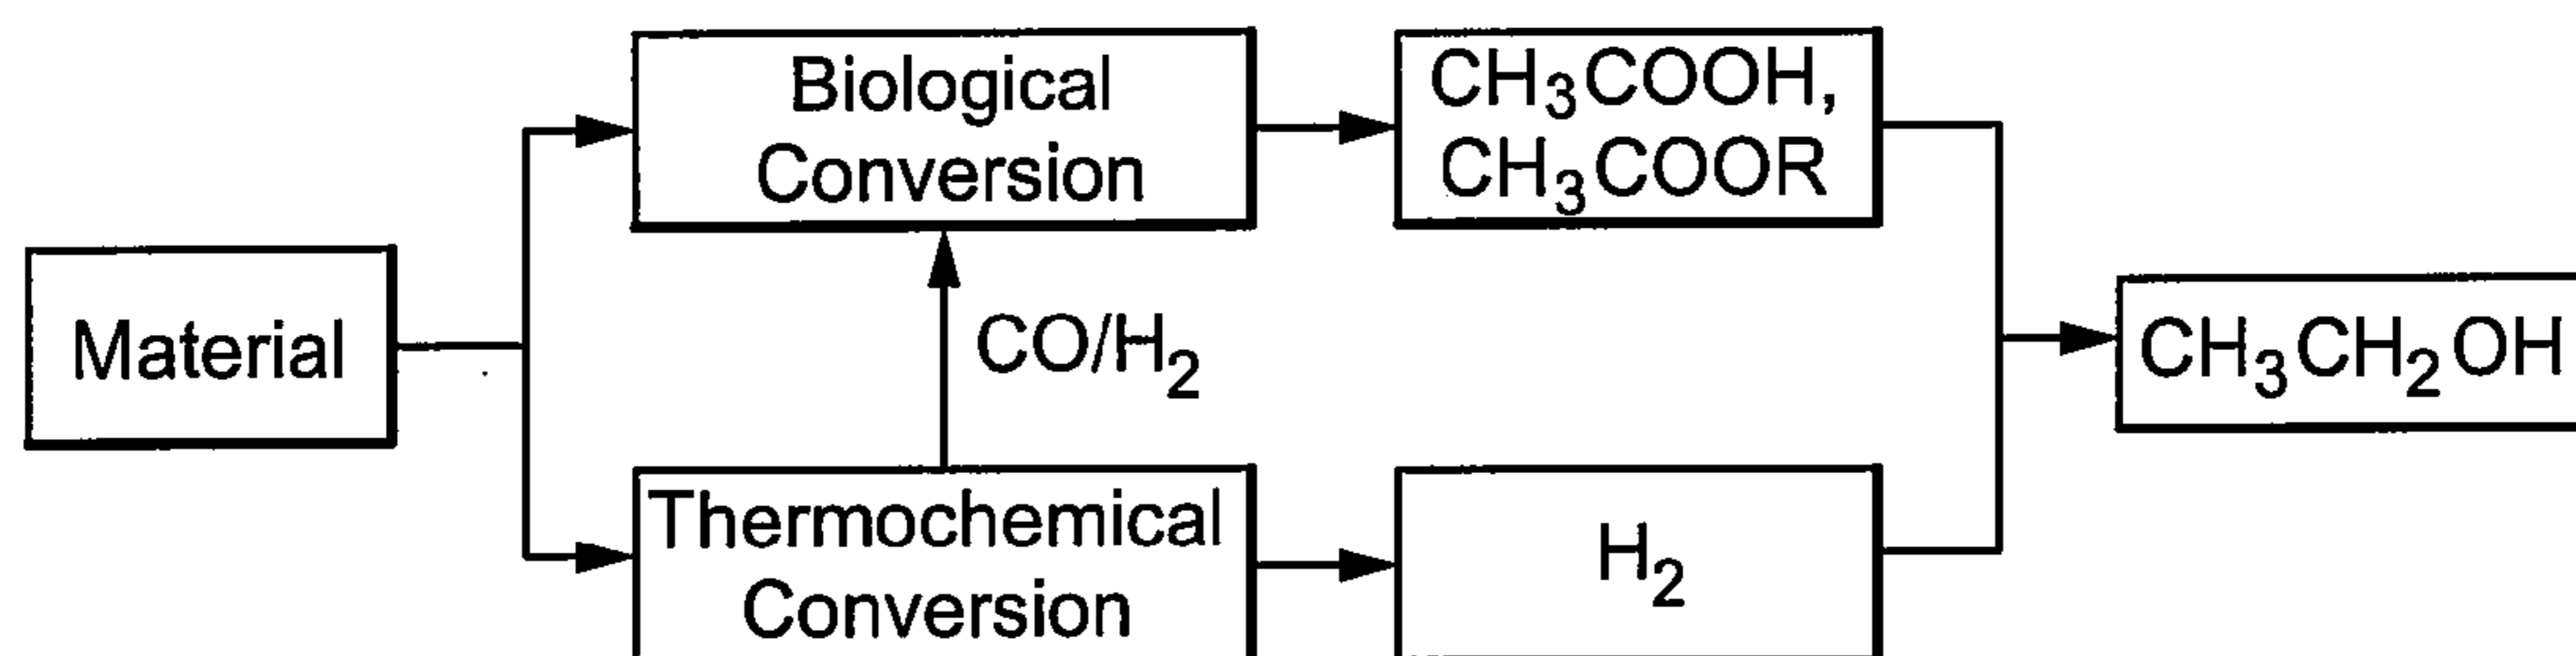 Biological
Conversion
CH₃COOH,
CH₃COOR
Material
CO/H₂
CH₃CH₂OH
Thermochemical
Conversion
H₂